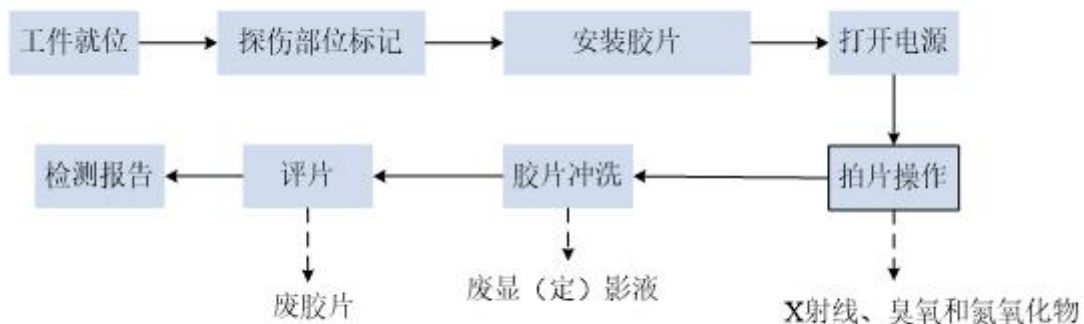 工件就位
探伤部位标记
安装胶片
打开电源
检测报告
评片
胶片冲洗
拍片操作
废胶片
废显（定）影液
X射线、臭氧和氮氧化物